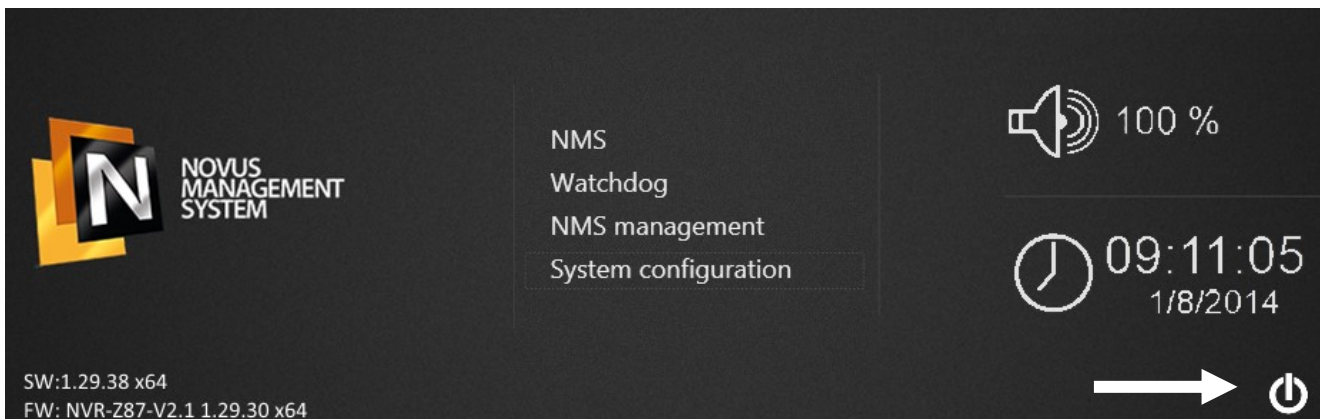 NOVUS
MANAGEMENT
SYSTEM
NMS
Watchdog
NMS management
System configuration
100 %
09:11:05
1/8/2014
SW:1.29.38 x64
FW: NVR-Z87-V2.1 1.29.30 x64